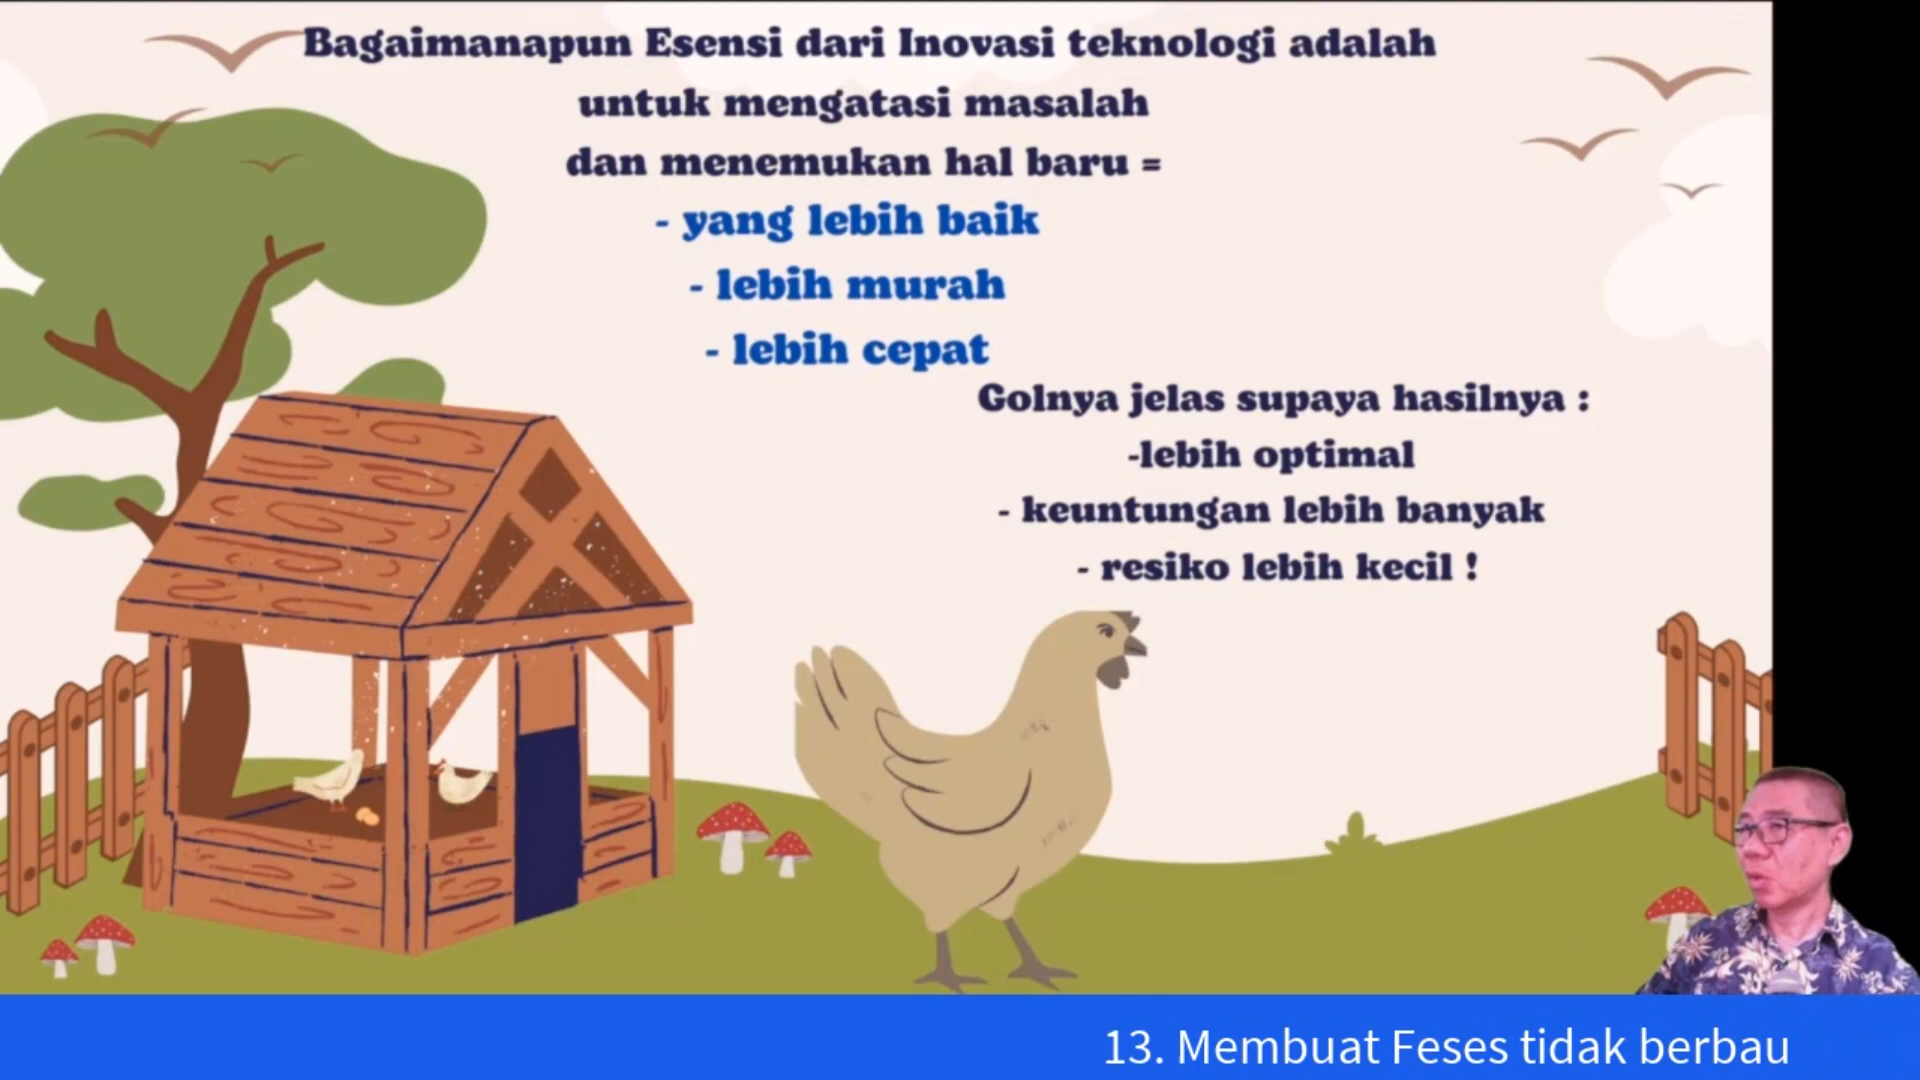 Bagaimanapun Esensi dari Inovasi teknologi adalah
untuk mengatasi masalah
dan menemukan hal baru =
- yang lebih baik
- lebih murah
- lebih cepat
Golnya jelas supaya hasilnya :
-lebih optimal
- keuntungan lebih banyak
- resiko lebih kecil !
13. Membuat Feses tidak berbau